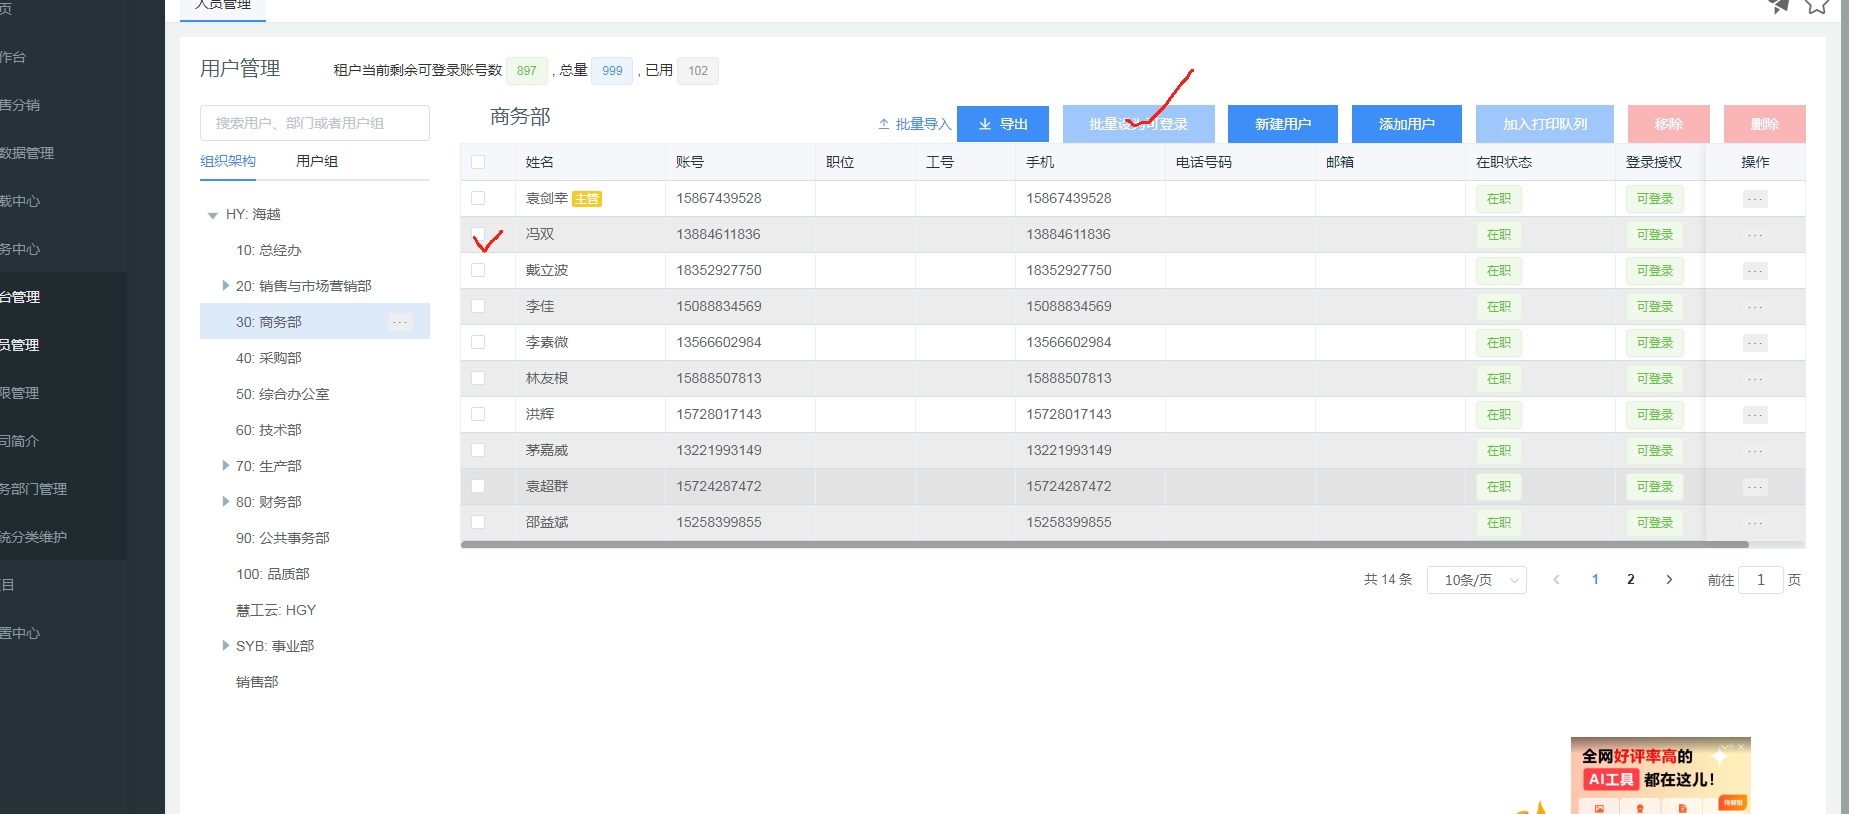 人员管理
页
作台
售分销
数据管理
载中心
务中心
台管理
员管理
限管理
司简介
务部门管理
统分类维护
目
置中心
用户管理 租户当前剩余可登录账号数 897 , 总量 999 , 已用 102
搜索用户、部门或者用户组
组织架构 用户组
HY: 海越
10: 总经办
20: 销售与市场营销部
30: 商务部 ...
40: 采购部
50: 综合办公室
60: 技术部
70: 生产部
80: 财务部
90: 公共事务部
100: 品质部
慧工云: HGY
SYB: 事业部
销售部
商务部 批量导入 导出 批量设为可登录 新建用户 添加用户 加入打印队列 移除 删除
姓名 账号 职位 工号 手机 电话号码 邮箱 在职状态 登录授权 操作
袁剑幸 主管 15867439528 15867439528 在职 可登录 ...
冯双 13884611836 13884611836 在职 可登录 ...
戴立波 18352927750 18352927750 在职 可登录 ...
李佳 15088834569 15088834569 在职 可登录 ...
李素微 13566602984 13566602984 在职 可登录 ...
林友根 15888507813 15888507813 在职 可登录 ...
洪辉 15728017143 15728017143 在职 可登录 ...
茅嘉威 13221993149 13221993149 在职 可登录 ...
袁超群 15724287472 15724287472 在职 可登录 ...
邵益斌 15258399855 15258399855 在职 可登录 ...
共 14 条 10条/页 1 2 前往 1 页
全网好评率高的
AI工具 都在这儿!